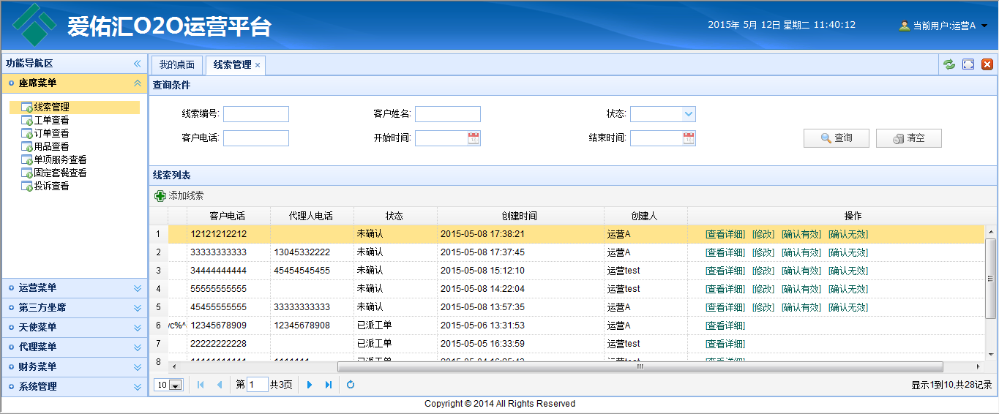 爱佑汇O2O运营平台
2015年 5月 12日 星期二 11:40:12
当前用户:运营A
功能导航区
我的桌面 线索管理
座席菜单
线索管理
工单查看
订单查看
用品查看
单项服务查看
固定套餐查看
投诉查看
运营菜单
第三方坐席
天使菜单
代理菜单
财务菜单
系统管理
查询条件
线索编号: 客户姓名: 状态:
客户电话: 开始时间: 结束时间: 查询 清空
线索列表
添加线索
客户电话 代理人电话 状态 创建时间 创建人 操作
1 12121212212 未确认 2015-05-08 17:38:21 运营A [查看详细] [修改] [确认有效] [确认无效]
2 33333333333 13045332222 未确认 2015-05-08 17:37:45 运营A [查看详细] [修改] [确认有效] [确认无效]
3 34444444444 45454545455 未确认 2015-05-08 15:12:10 运营test [查看详细] [修改] [确认有效] [确认无效]
4 55555555555 未确认 2015-05-08 14:22:04 运营test [查看详细] [修改] [确认有效] [确认无效]
5 45455555555 33333333333 未确认 2015-05-08 13:57:35 运营A [查看详细] [修改] [确认有效] [确认无效]
6 /c%^ 12345678909 12345678908 已派工单 2015-05-06 13:31:53 运营A [查看详细]
7 22222222228 已派工单 2015-05-05 16:33:59 运营test [查看详细]
8
10 第 1 共3页 显示1到10,共28记录
Copyright © 2014 All Rights Reserved